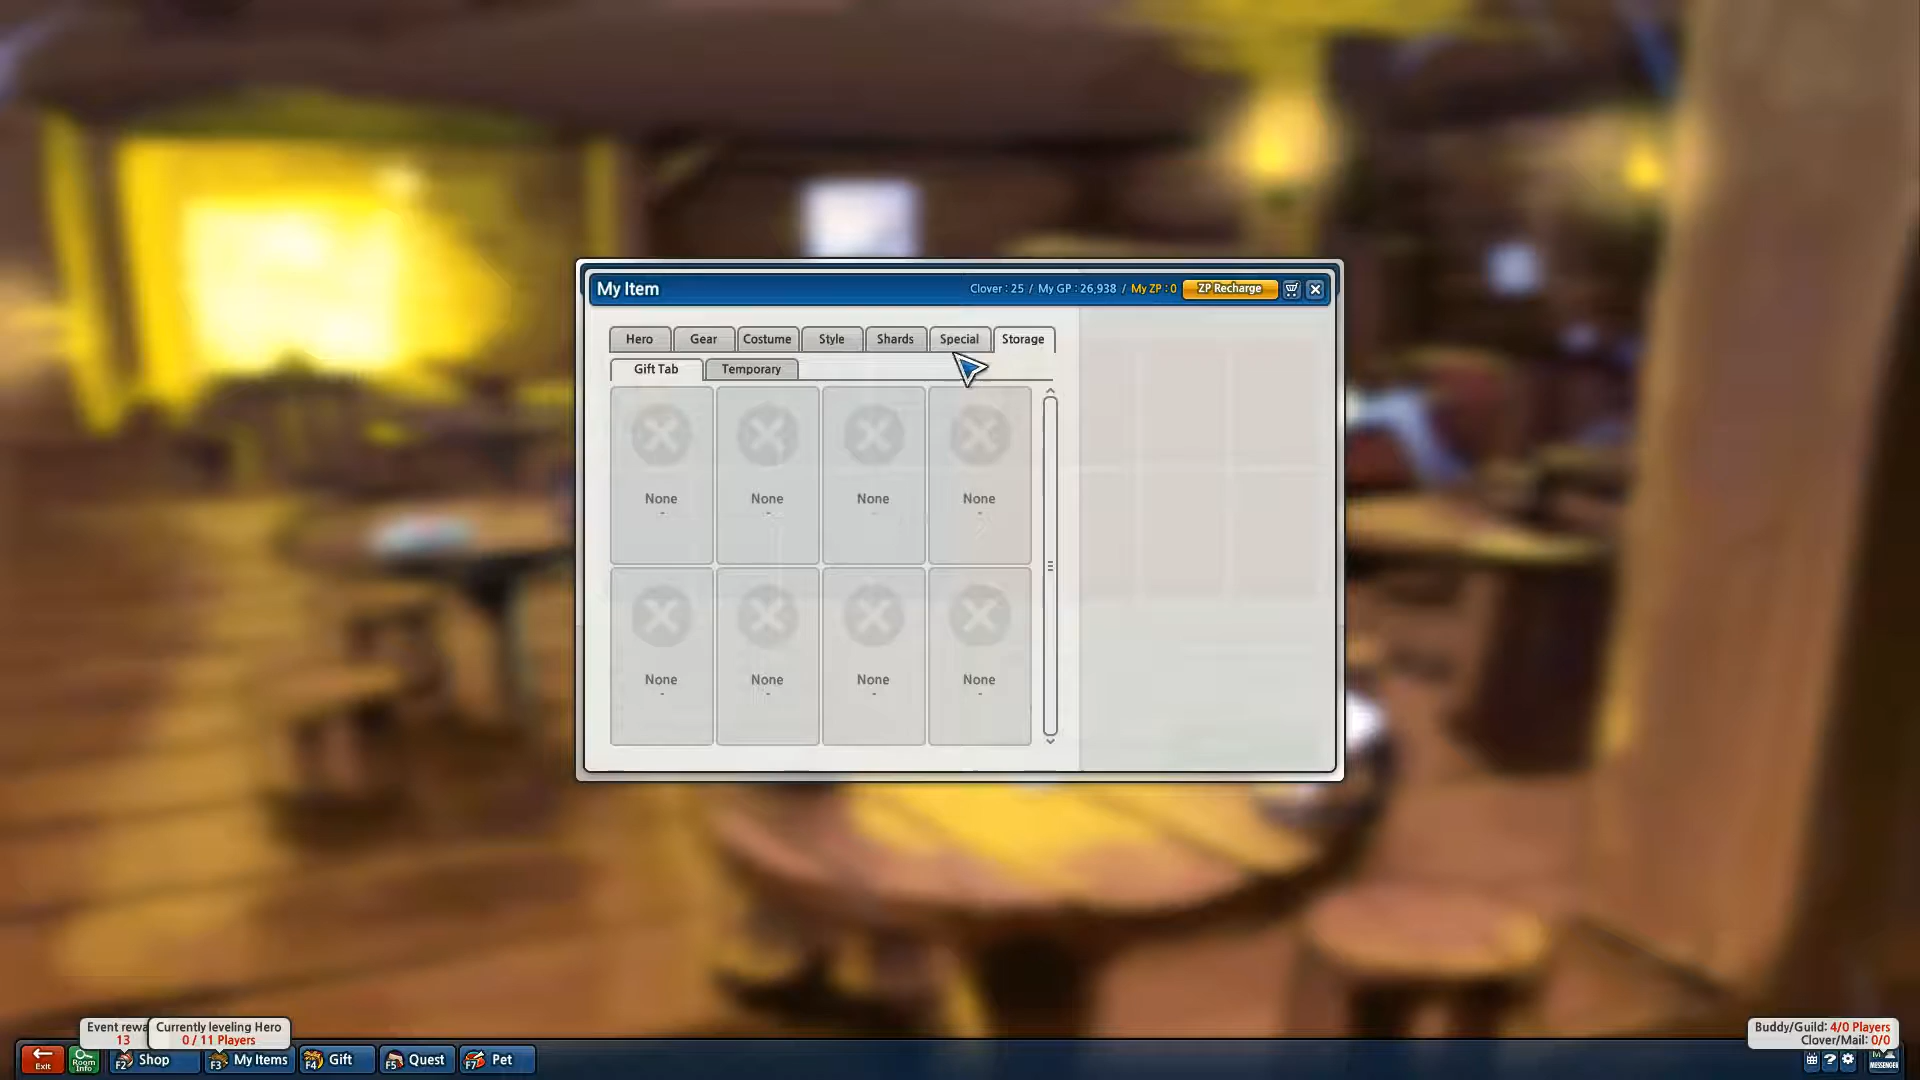 My Item
Clover : 25 / My GP : 26,938 / My ZP : 0
ZP Recharge
Hero
Gear
Costume
Style
Shards
Special
Storage
Gift Tab
Temporary
None
-
None
-
None
-
None
-
None
-
None
-
None
-
None
-
Event rewa
13
Currently leveling Hero
0 / 11 Players
Buddy/Guild: 4/0 Players
Clover/Mail: 0/0
Exit
Room Info
F2 Shop
F3 My Items
F4 Gift
F5 Quest
F7 Pet
?
MESSENGER